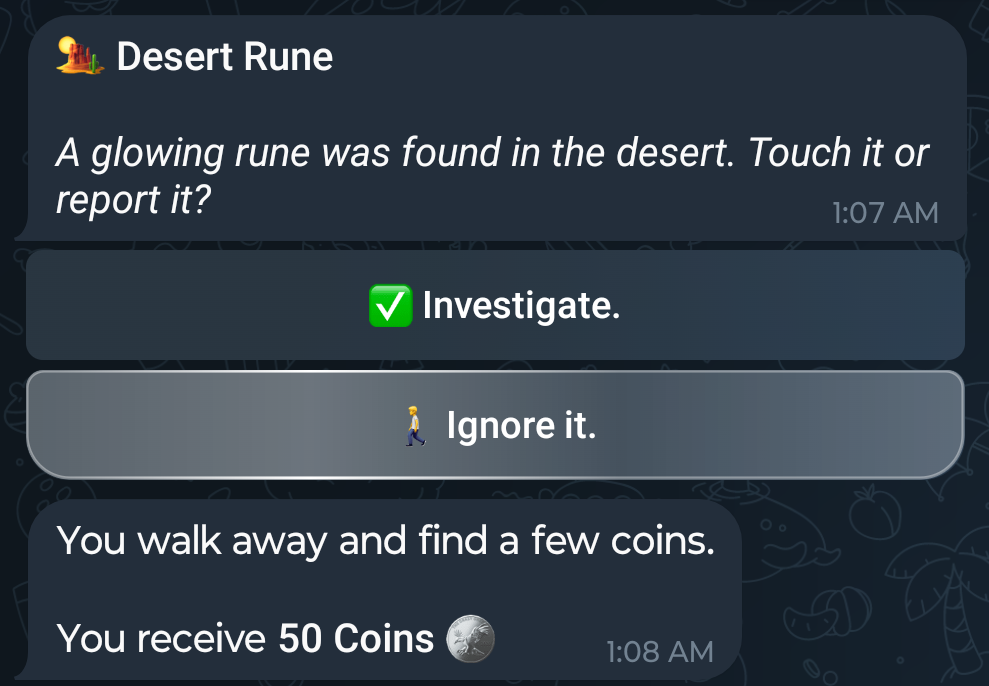 🏜️ Desert Rune
A glowing rune was found in the desert. Touch it or
report it?
1:07 AM
✅ Investigate.
🚶 Ignore it.
You walk away and find a few coins.
You receive 50 Coins
1:08 AM